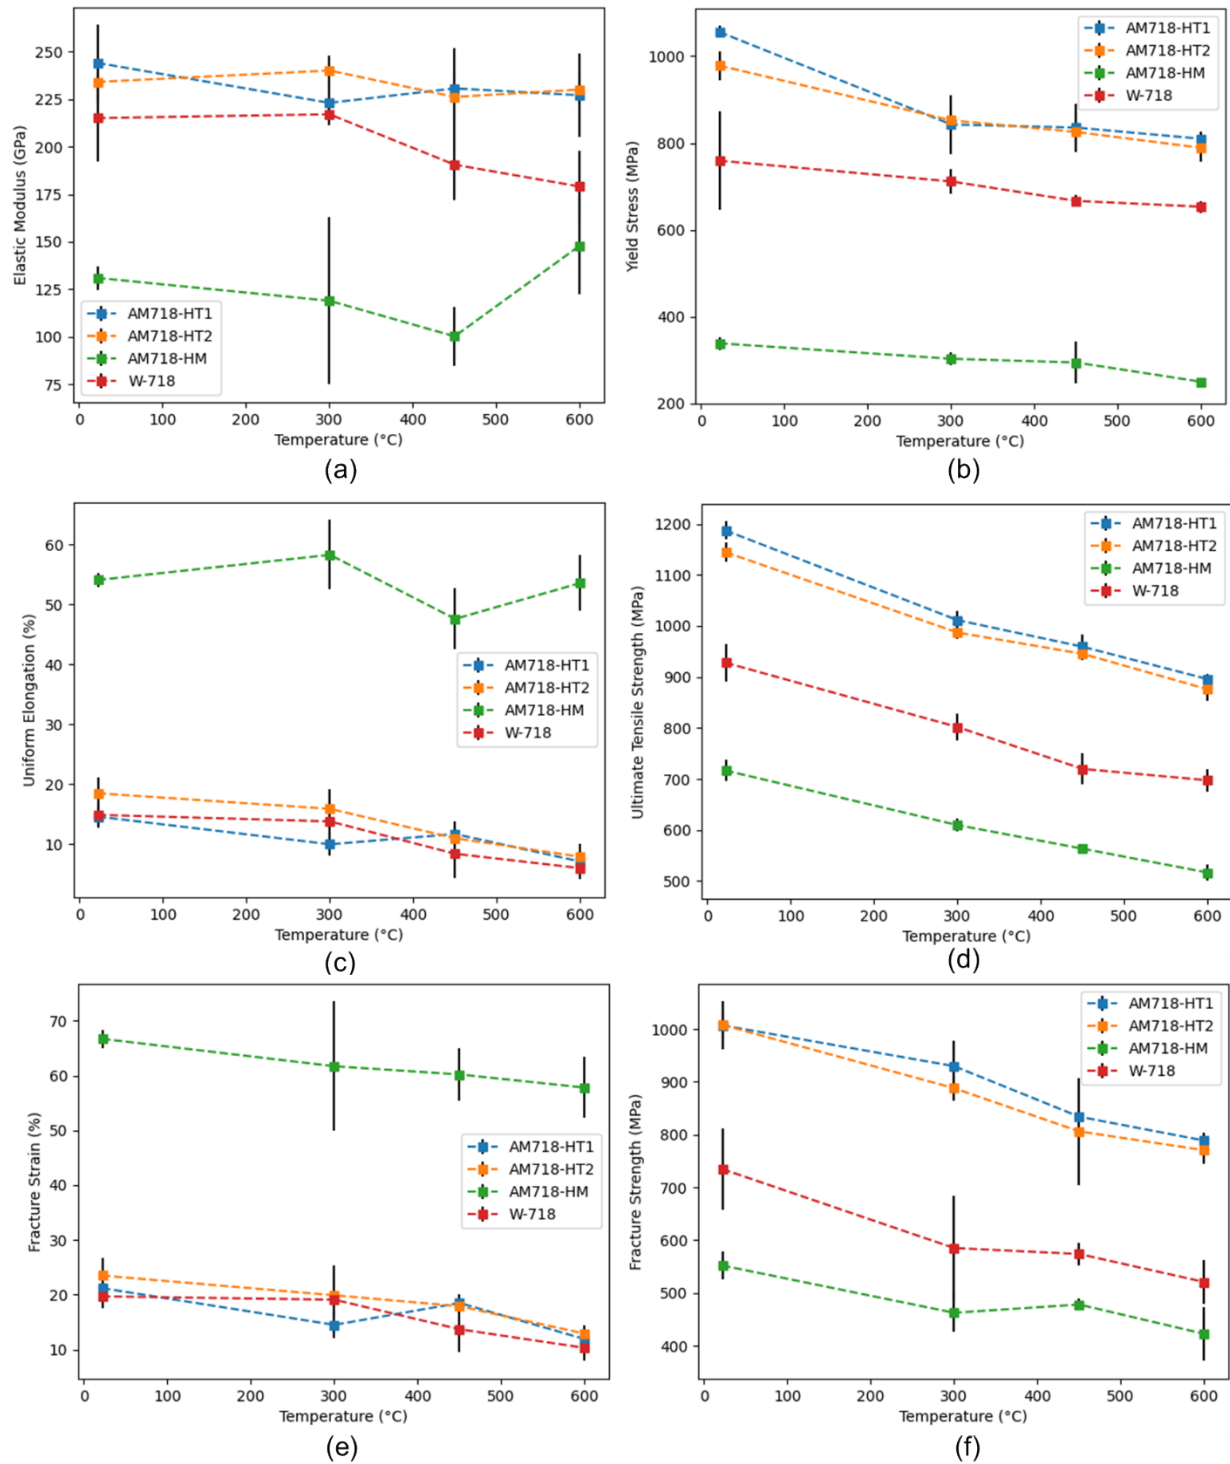 250
225
200
175
150
125
100
75
Elastic Modulus (GPa)
AM718-HT1
AM718-HT2
AM718-HM
W-718
0 100 200 300 400 500 600
Temperature (°C)
(a)
1000
800
600
400
200
Yield Stress (MPa)
AM718-HT1
AM718-HT2
AM718-HM
W-718
0 100 200 300 400 500 600
Temperature (°C)
(b)
60
50
40
30
20
10
Uniform Elongation (%)
AM718-HT1
AM718-HT2
AM718-HM
W-718
0 100 200 300 400 500 600
Temperature (°C)
(c)
1200
1100
1000
900
800
700
600
500
Ultimate Tensile Strength (MPa)
AM718-HT1
AM718-HT2
AM718-HM
W-718
0 100 200 300 400 500 600
Temperature (°C)
(d)
70
60
50
40
30
20
10
Fracture Strain (%)
AM718-HT1
AM718-HT2
AM718-HM
W-718
0 100 200 300 400 500 600
Temperature (°C)
(e)
1000
900
800
700
600
500
400
Fracture Strength (MPa)
AM718-HT1
AM718-HT2
AM718-HM
W-718
0 100 200 300 400 500 600
Temperature (°C)
(f)